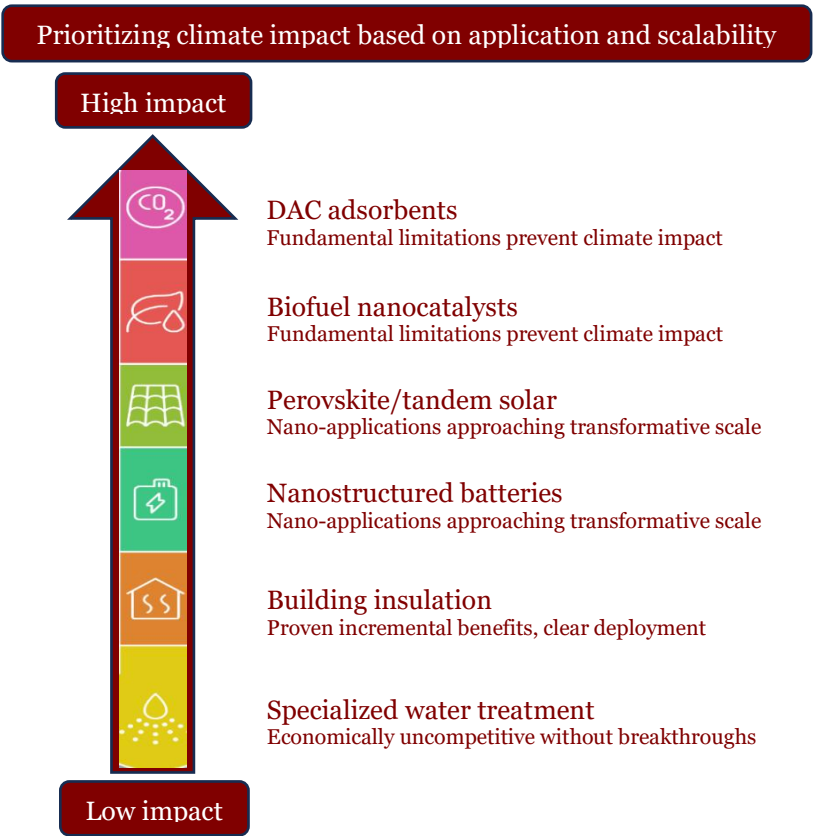 Prioritizing climate impact based on application and scalability
High impact
CO2
DAC adsorbents
Fundamental limitations prevent climate impact
Biofuel nanocatalysts
Fundamental limitations prevent climate impact
Perovskite/tandem solar
Nano-applications approaching transformative scale
Nanostructured batteries
Nano-applications approaching transformative scale
Building insulation
Proven incremental benefits, clear deployment
Specialized water treatment
Economically uncompetitive without breakthroughs
Low impact